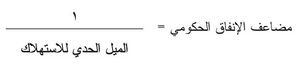 مضاعف الإنفاق الحكومي = ١
الميل الحدي للاستهلاك